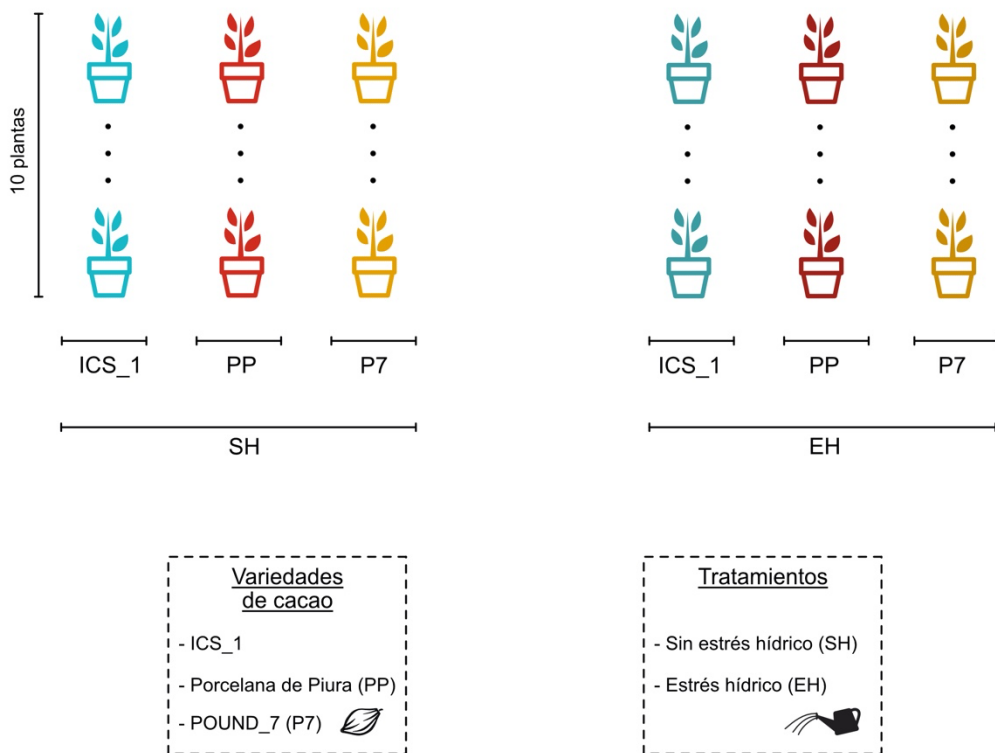 10 plantas
ICS_1 PP P7
SH
ICS_1 PP P7
EH
Variedades
de cacao
- ICS_1
- Porcelana de Piura (PP)
- POUND_7 (P7)
Tratamientos
- Sin estrés hídrico (SH)
- Estrés hídrico (EH)